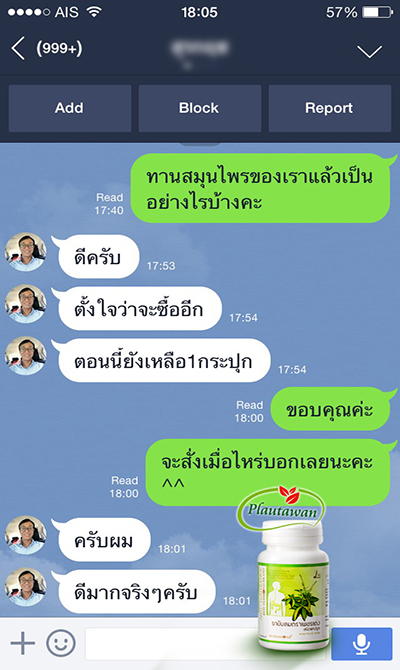 AIS
18:05
57%
(999+)
Add
Block
Report
ทานสมุนไพรของเราแล้วเป็น
อย่างไรบ้างคะ
Read
17:40
ดีครับ
17:53
ตั้งใจว่าจะซื้ออีก
17:54
ตอนนี้ยังเหลือ1กระปุก
17:54
Read
18:00
ขอบคุณค่ะ
จะสั่งเมื่อไหร่บอกเลยนะคะ
^^
Read
18:00
Plautawan
ครับผม
18:01
ดีมากจริงๆครับ
18:01